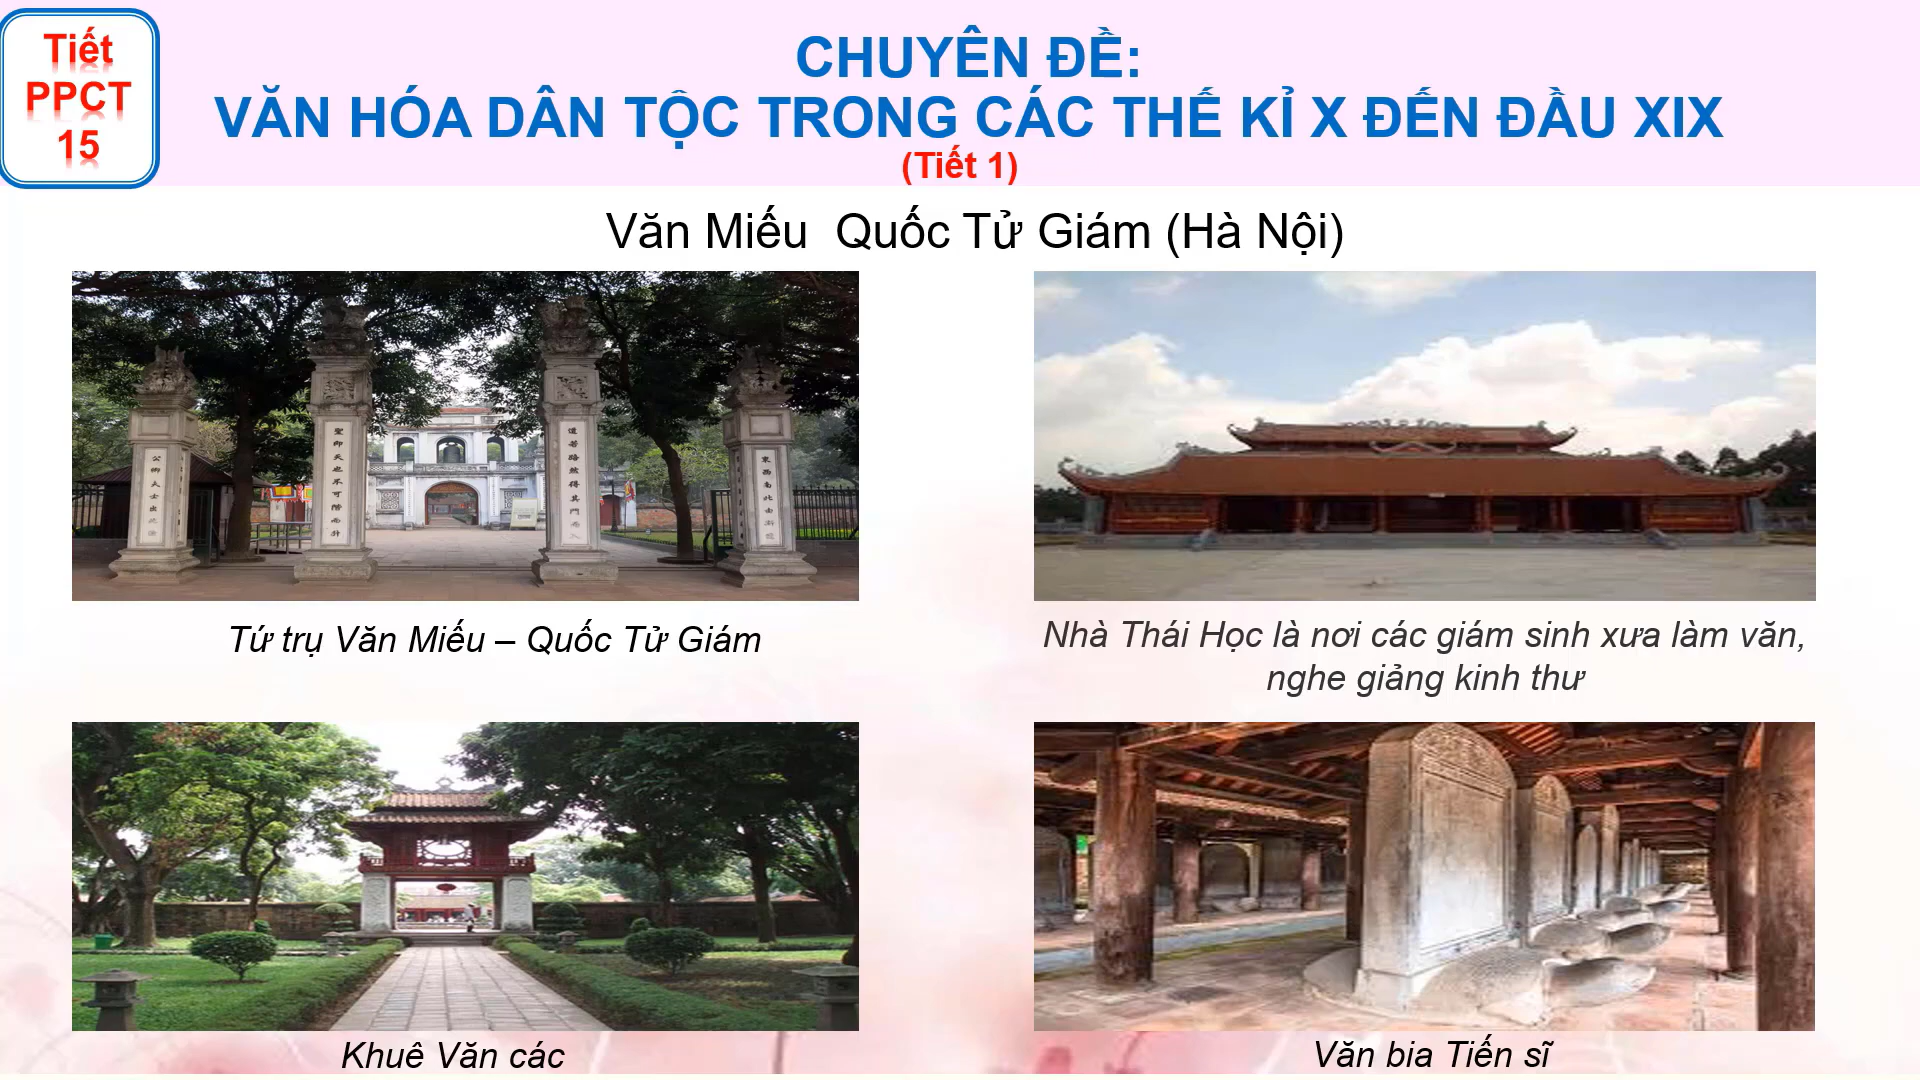 Tiết
PPCT
15
CHUYÊN ĐỀ:
VĂN HÓA DÂN TỘC TRONG CÁC THẾ KỈ X ĐẾN ĐẦU XIX
(Tiết 1)
Văn Miếu  Quốc Tử Giám (Hà Nội)
Tứ trụ Văn Miếu – Quốc Tử Giám
Nhà Thái Học là nơi các giám sinh xưa làm văn,
nghe giảng kinh thư
Khuê Văn các
Văn bia Tiến sĩ